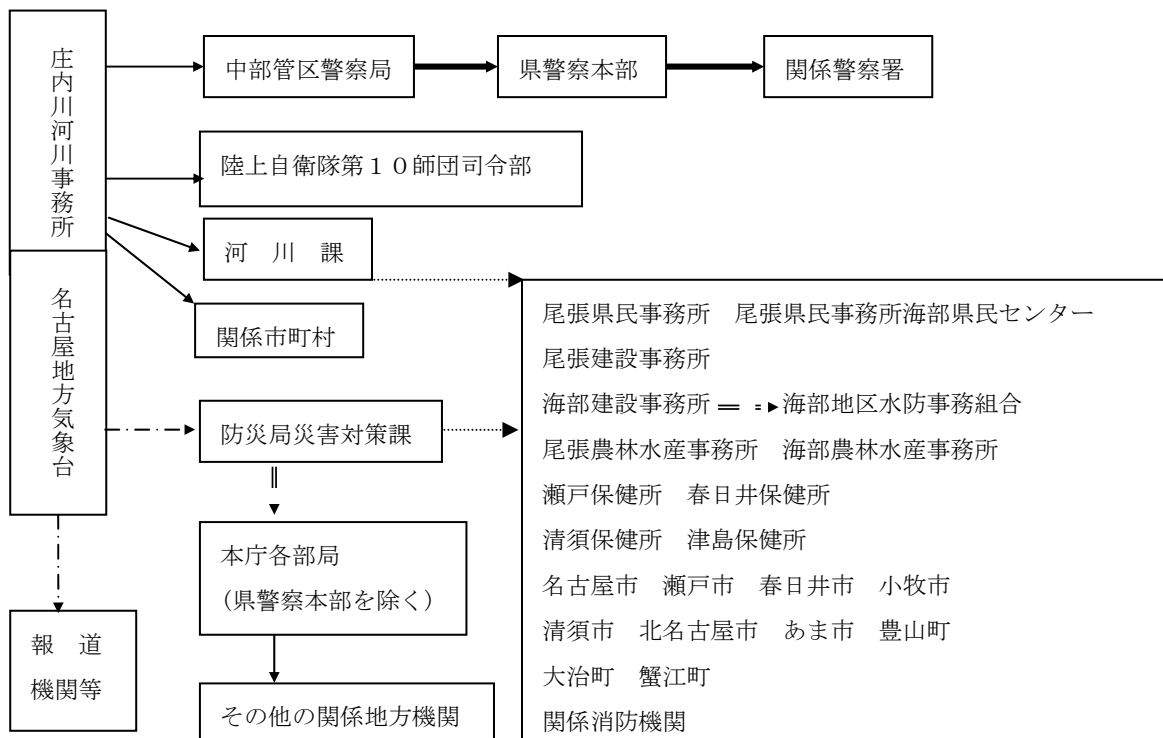 庄内川河川事務所
名古屋地方気象台
中部管区警察局
県警察本部
関係警察署
陸上自衛隊第１０師団司令部
河　川　課
関係市町村
防災局災害対策課
本庁各部局
（県警察本部を除く）
その他の関係地方機関
報　道
機関等
尾張県民事務所　尾張県民事務所海部県民センター
尾張建設事務所
海部建設事務所　海部地区水防事務組合
尾張農林水産事務所　海部農林水産事務所
瀬戸保健所　春日井保健所
清須保健所　津島保健所
名古屋市　瀬戸市　春日井市　小牧市
清須市　北名古屋市　あま市　豊山町
大治町　蟹江町
関係消防機関